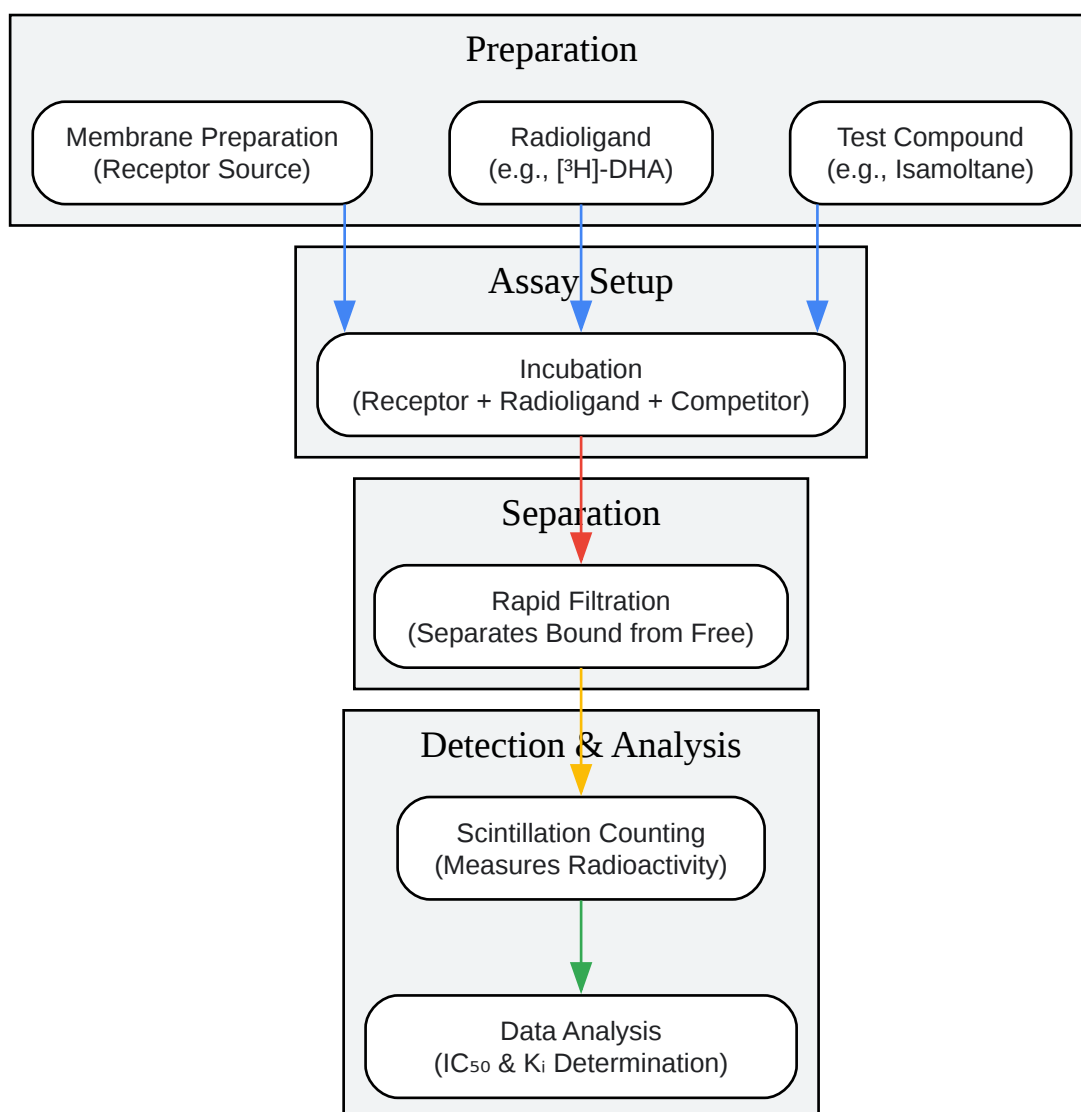 Preparation
Membrane Preparation
(Receptor Source)
Radioligand
(e.g., [³H]-DHA)
Test Compound
(e.g., Isamoltane)
Assay Setup
Incubation
(Receptor + Radioligand + Competitor)
Separation
Rapid Filtration
(Separates Bound from Free)
Detection & Analysis
Scintillation Counting
(Measures Radioactivity)
Data Analysis
(IC₅₀ & Kᵢ Determination)